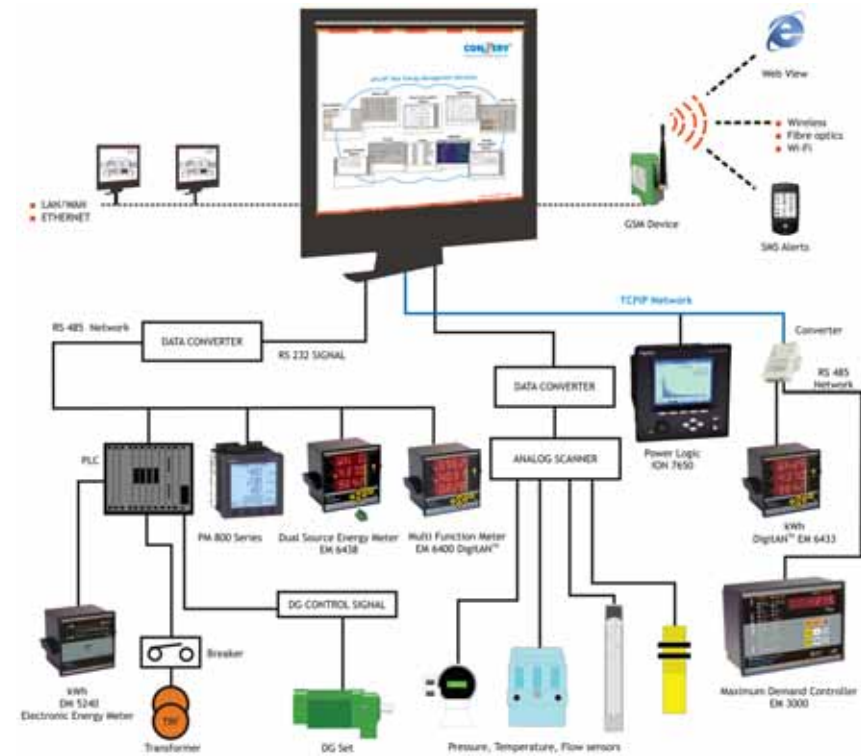 CONZERV
Web View
Wireless
Fibre optics
Wi-Fi
LAN/WAN
ETHERNET
GSM Device
SMS Alerts
TCPIP Network
RS 485 Network
DATA CONVERTER
RS 232 SIGNAL
Converter
RS 485
Network
DATA CONVERTER
PLC
ANALOG SCANNER
Power Logic
ION 7650
PM 800 Series
Dual Source Energy Meter
EM 6438
Multi Function Meter
EM 6400 DigitAN™
kWh
DigitAN™ EM 6433
DG CONTROL SIGNAL
Breaker
kWh
EM 5240
Electronic Energy Meter
Transformer
DG Set
Pressure, Temperature, Flow sensors
Maximum Demand Controller
EM 3000